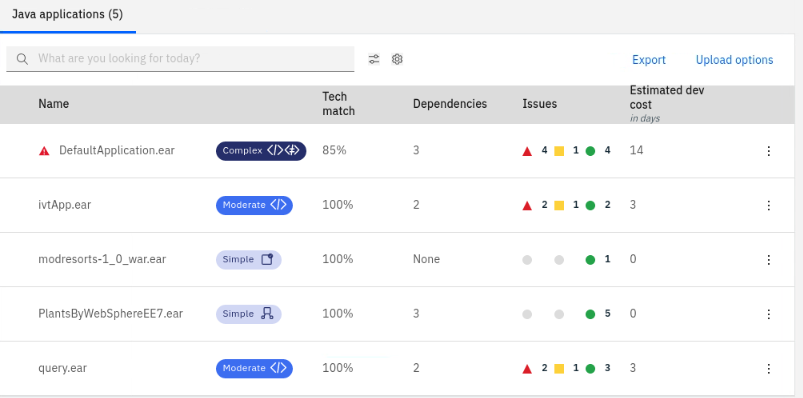 Java applications (5)
What are you looking for today?
Export
Upload options
Name
Tech match
Dependencies
Issues
Estimated dev cost
in days
DefaultApplication.ear Complex 85% 3 4 1 4 14
ivtApp.ear Moderate 100% 2 2 1 2 3
modresorts-1_0_war.ear Simple 100% None 1 0
PlantsByWebSphereEE7.ear Simple 100% 3 5 0
query.ear Moderate 100% 2 2 1 3 3